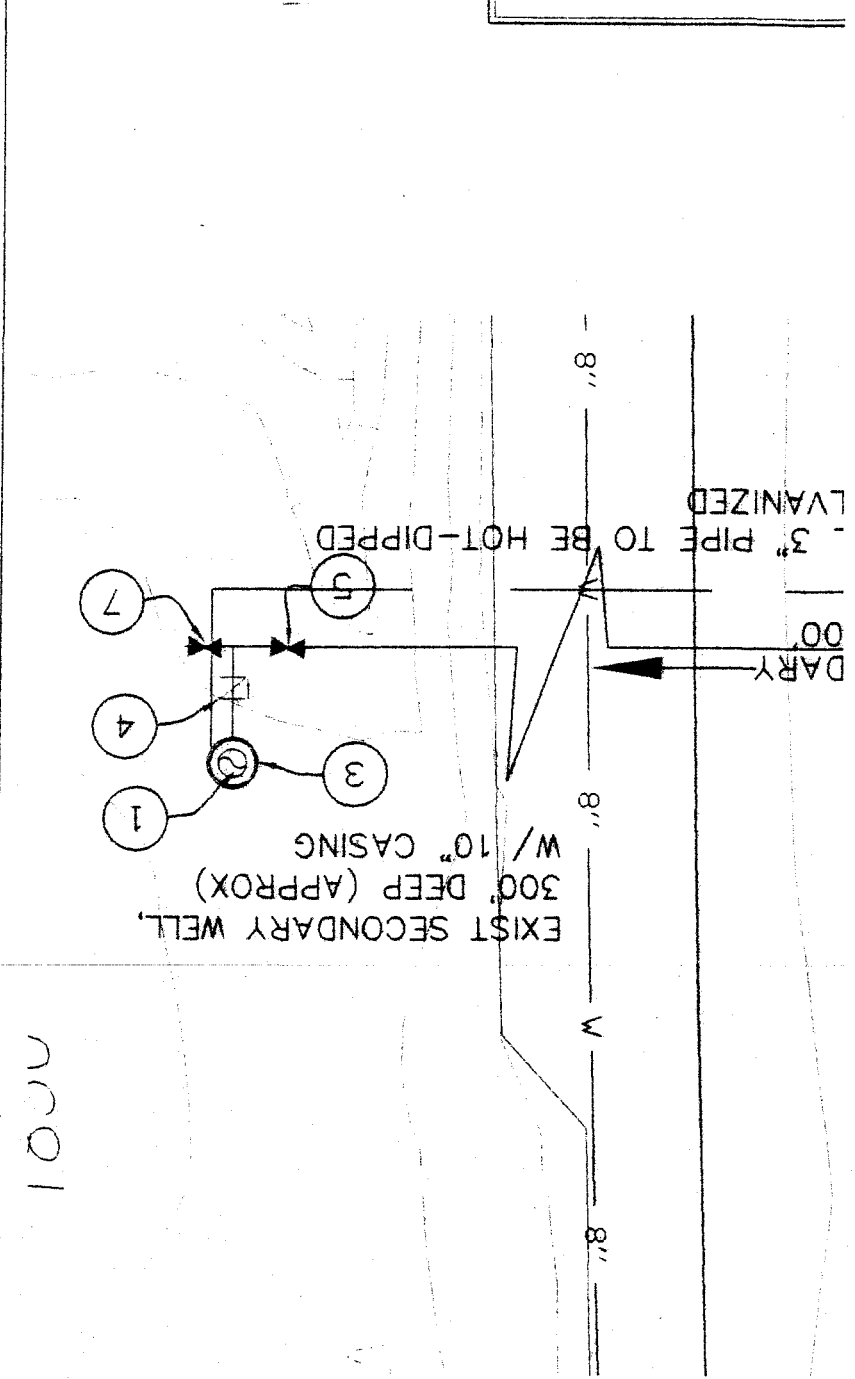 8"
W
EXIST SECONDARY WELL,
300' DEEP (APPROX)
W/ 10" CASING
1
8"
3
4
DARY
00'
7
5
- 3" PIPE TO BE HOT-DIPPED
LVANIZED
8"